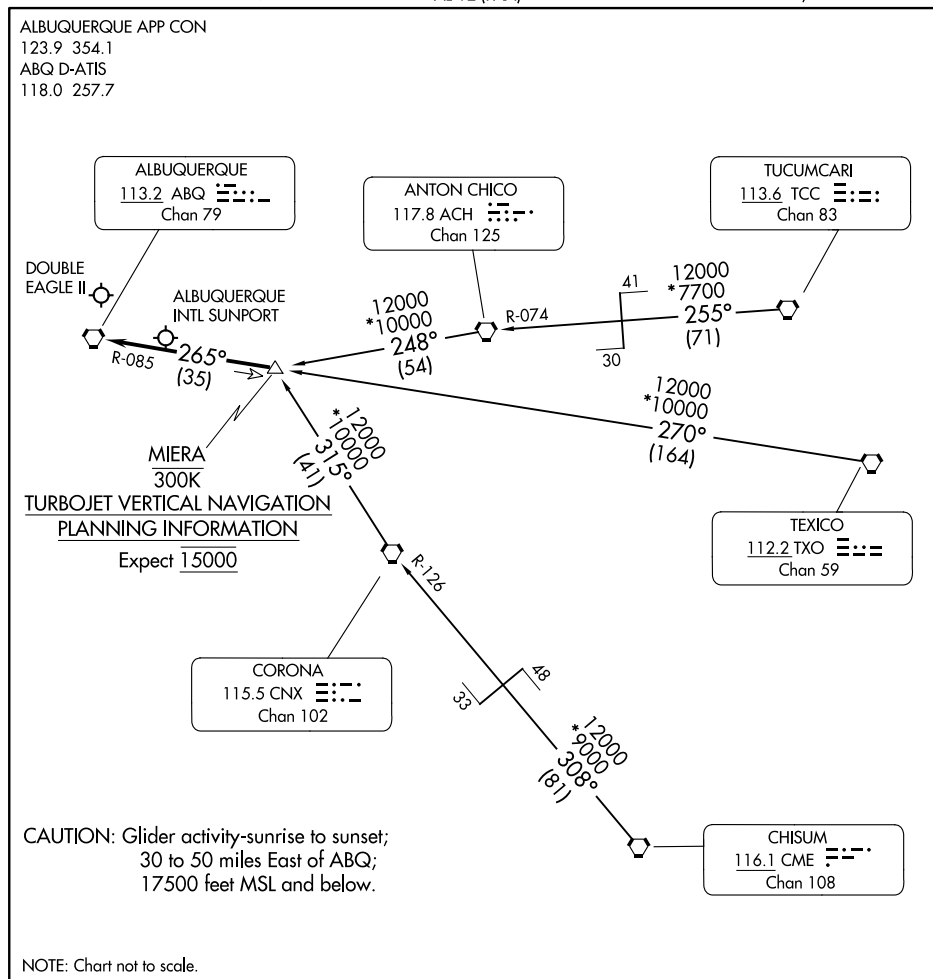 ALBUQUERQUE APP CON
123.9 354.1
ABQ D-ATIS
118.0 257.7
ALBUQUERQUE
113.2 ABQ
Chan 79
ANTON CHICO
117.8 ACH
Chan 125
TUCUMCARI
113.6 TCC
Chan 83
DOUBLE
EAGLE II
ALBUQUERQUE
INTL SUNPORT
R-085
265°
(35)
12000
*10000
248°
(54)
R-074
41
30
12000
*7700
255°
(71)
12000
*10000
270°
(164)
12000
*10000
315°
(41)
MIERA
300K
TURBOJET VERTICAL NAVIGATION
PLANNING INFORMATION
Expect 15000
TEXICO
112.2 TXO
Chan 59
R-126
CORONA
115.5 CNX
Chan 102
48
33
12000
*9000
308°
(81)
CHISUM
116.1 CME
Chan 108
CAUTION: Glider activity-sunrise to sunset;
30 to 50 miles East of ABQ;
17500 feet MSL and below.
NOTE: Chart not to scale.